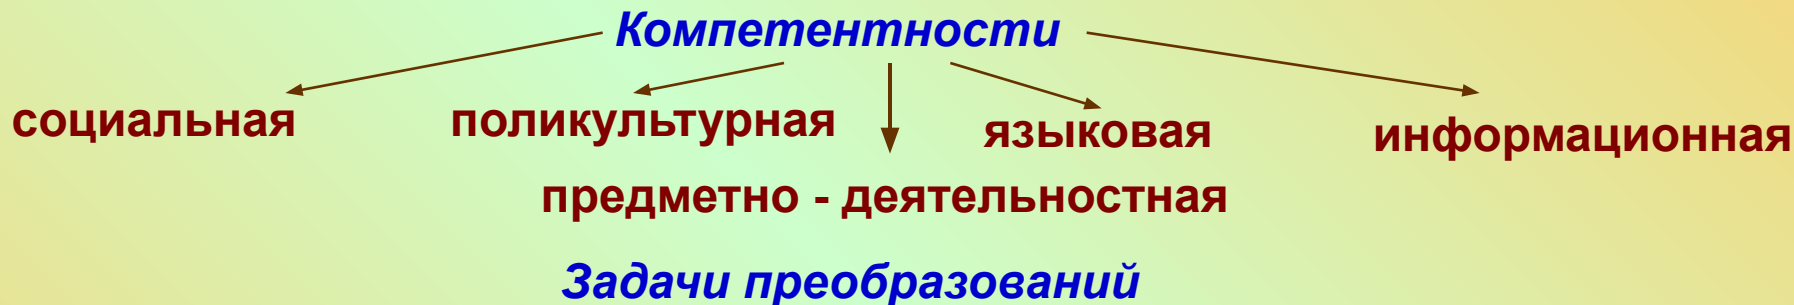 Компетентности
социальная поликультурная языковая информационная
предметно - деятельностная
Задачи преобразований